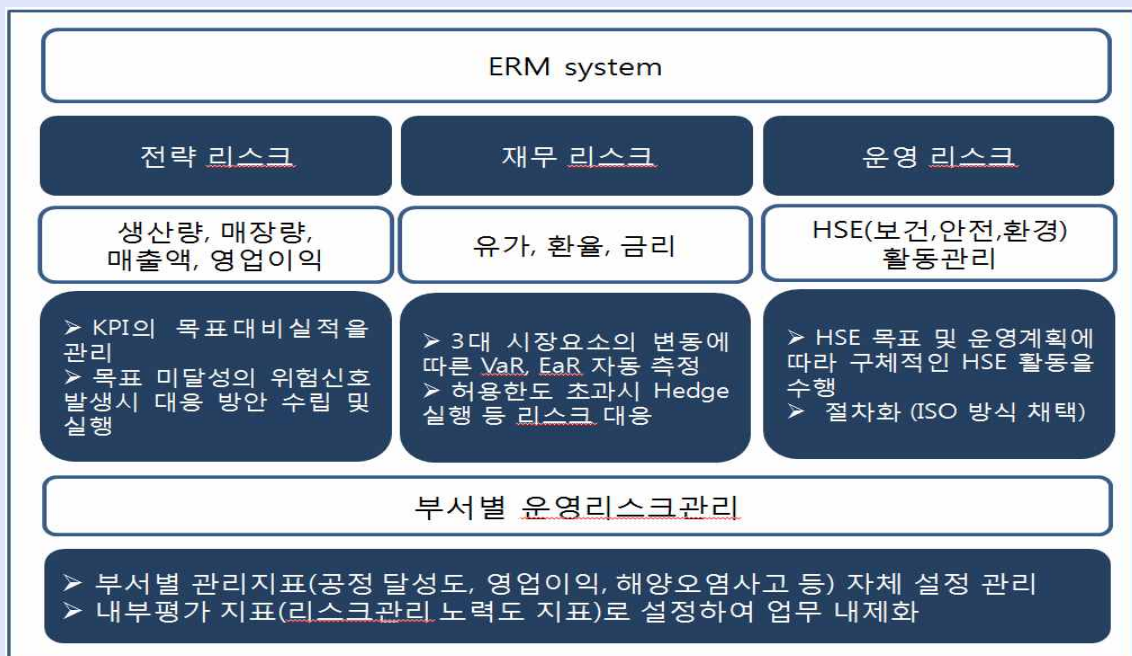 ERM system
전략 리스크
재무 리스크
운영 리스크
생산량, 매장량,
매출액, 영업이익
유가, 환율, 금리
HSE(보건,안전,환경)
활동관리
➢ KPI의 목표대비실적을
관리
➢ 목표 미달성의 위험신호
발생시 대응 방안 수립 및
실행
➢ 3대 시장요소의 변동에
따른 VaR, EaR 자동 측정
➢ 허용한도 초과시 Hedge
실행 등 리스크 대응
➢ HSE 목표 및 운영계획에
따라 구체적인 HSE 활동을
수행
➢ 절차화 (ISO 방식 채택)
부서별 운영리스크관리
➢ 부서별 관리지표(공정 달성도, 영업이익, 해양오염사고 등) 자체 설정 관리
➢ 내부평가 지표(리스크관리 노력도 지표)로 설정하여 업무 내제화